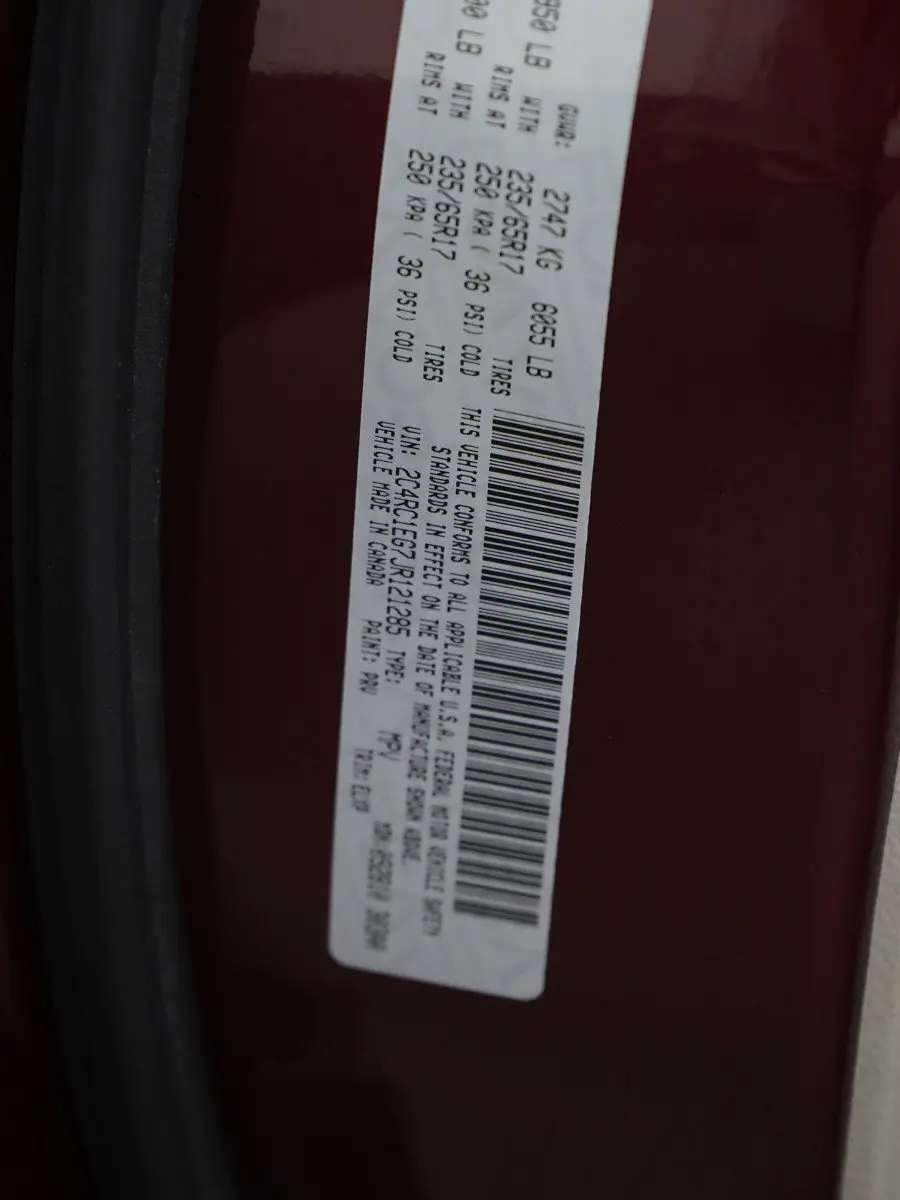 GVWR: 2747 KG 6055 LB
850 LB WITH 235/65R17 TIRES
RIMS AT 250 KPA ( 36 PSI) COLD
00 LB WITH 235/65R17 TIRES
RIMS AT 250 KPA ( 36 PSI) COLD
THIS VEHICLE CONFORMS TO ALL APPLICABLE U.S.A. FEDERAL MOTOR VEHICLE SAFETY
STANDARDS IN EFFECT ON THE DATE OF MANUFACTURE SHOWN ABOVE.
VIN: 2C4RC1EG7JR121285 TYPE: MPV
VEHICLE MADE IN CANADA PAINT: PRV TRIM: